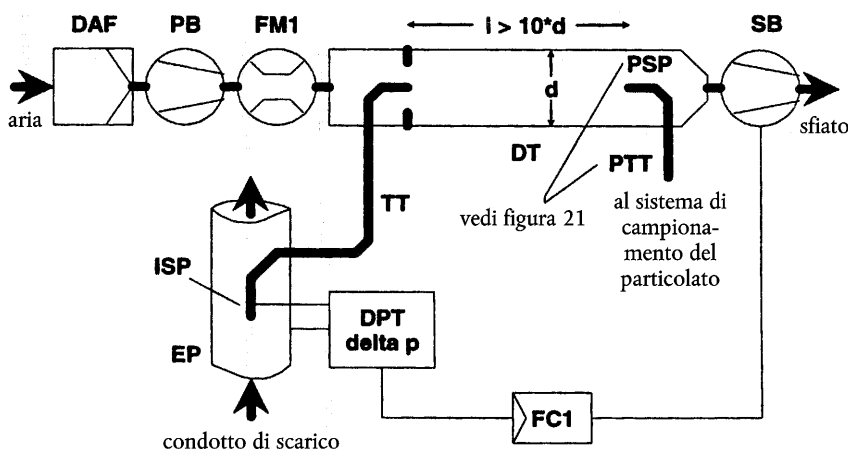 DAF
PB
FM1
l > 10*d
SB
aria
d
PSP
sfiato
DT
PTT
TT
vedi figura 21
al sistema di
campiona-
mento del
particolato
ISP
DPT
delta p
EP
FC1
condotto di scarico